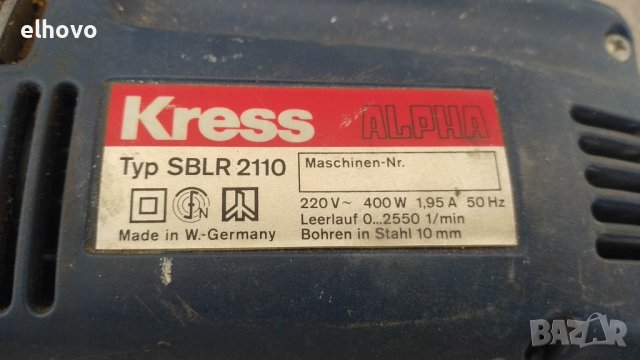 elhovo
Kress ALPHA
Typ SBLR 2110
Maschinen-Nr.
220 V~ 400 W 1,95 A 50 Hz
Leerlauf 0...2550 1/min
Made in W.-Germany
Bohren in Stahl 10 mm
BAZAR